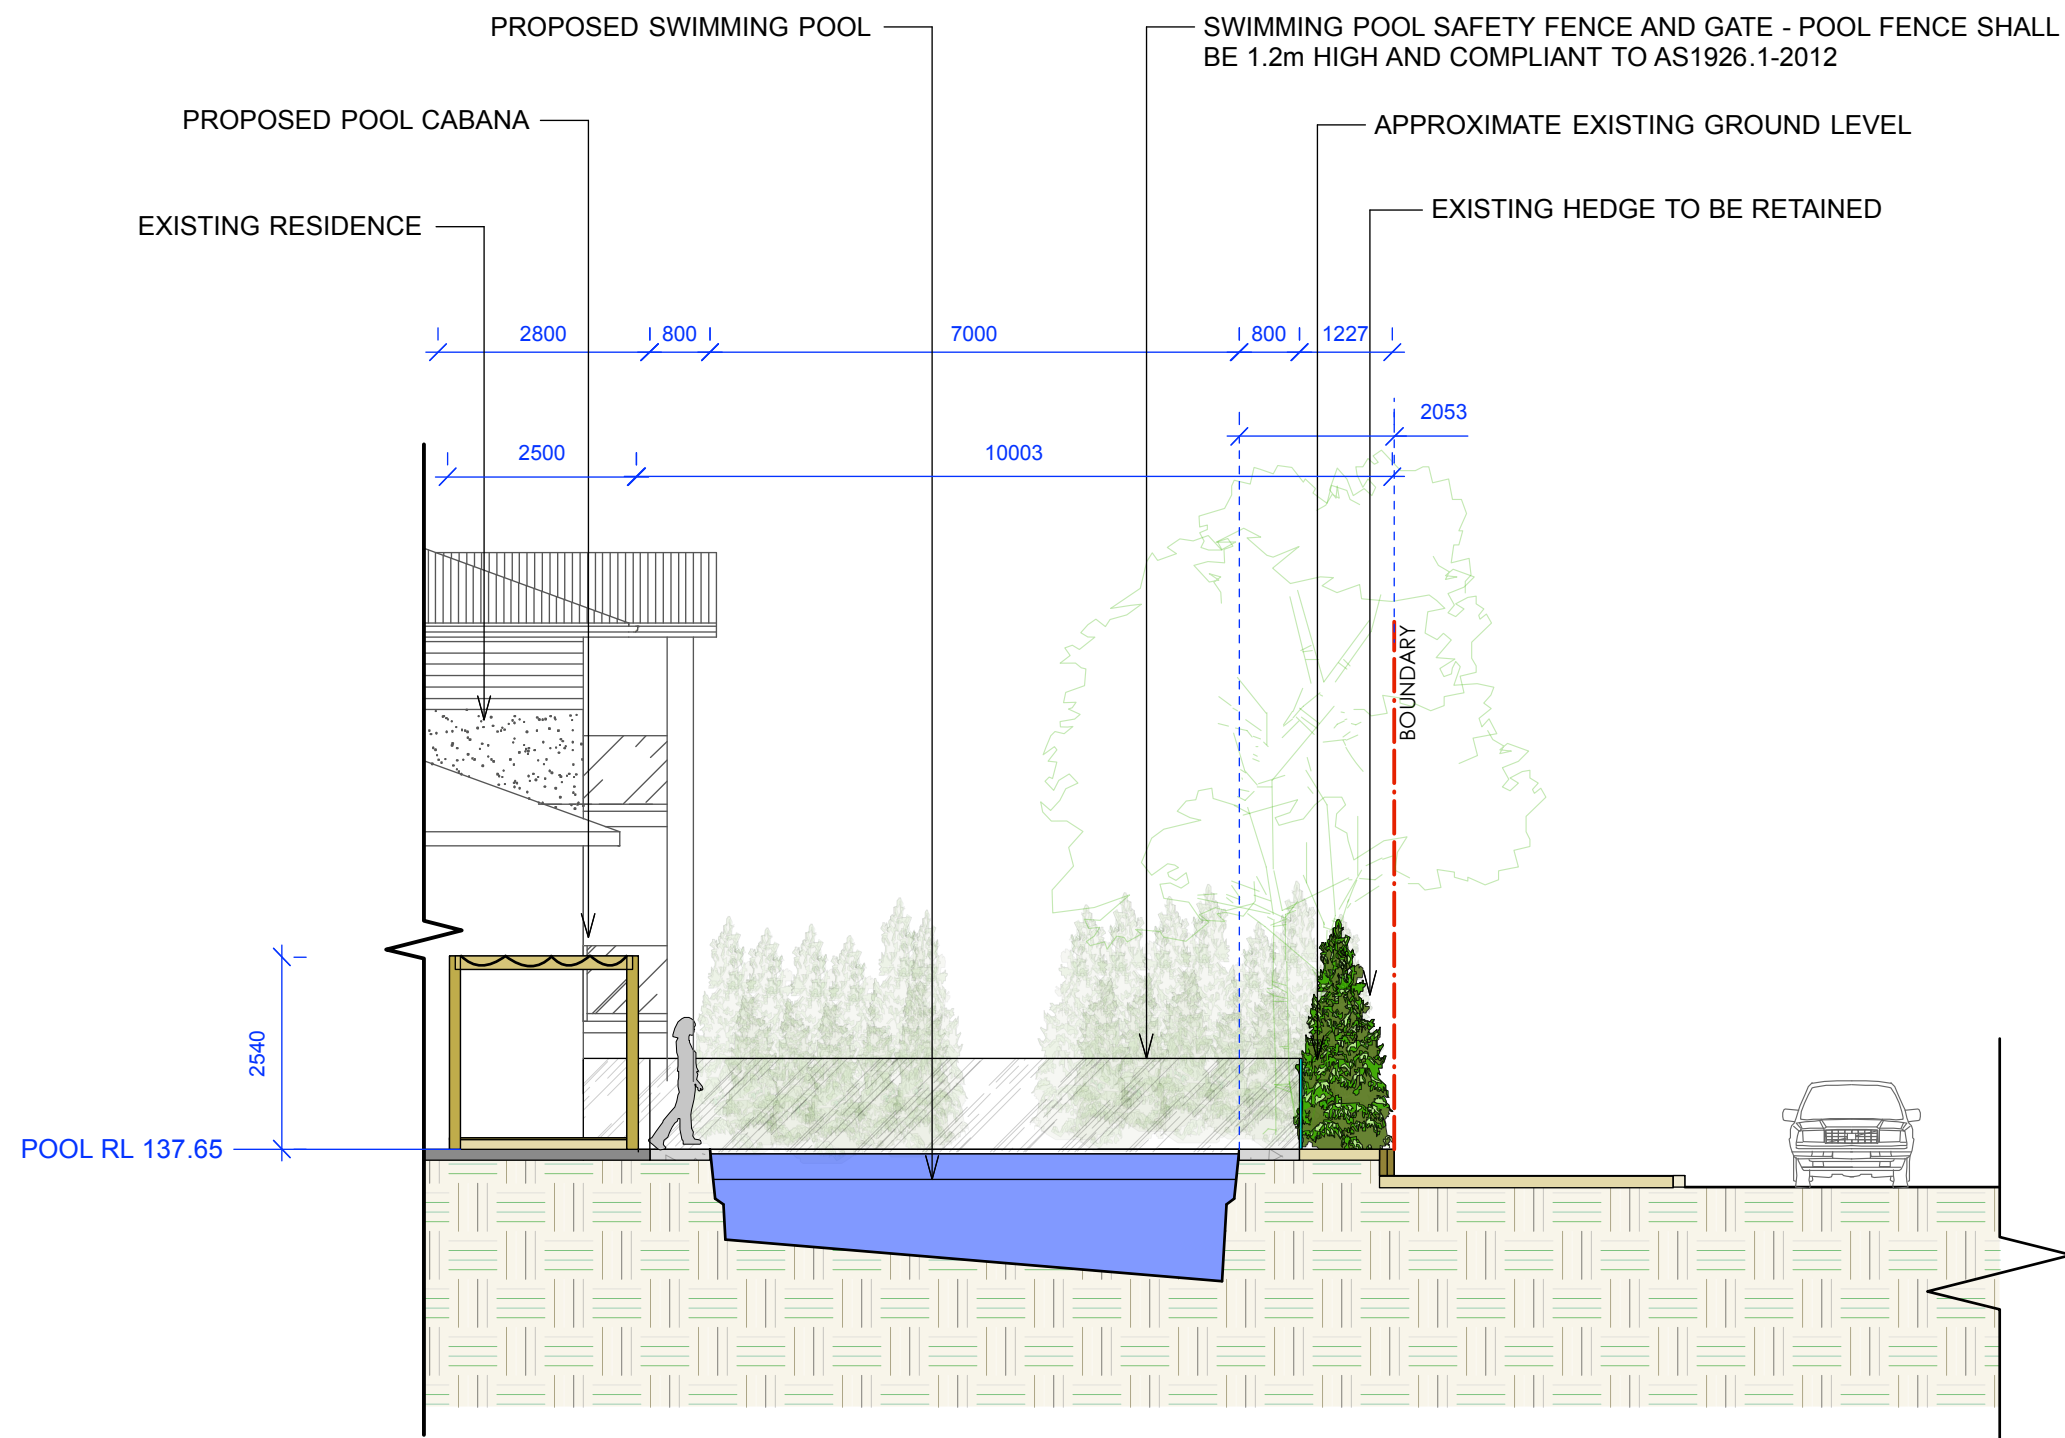 PROPOSED SWIMMING POOL
SWIMMING POOL SAFETY FENCE AND GATE - POOL FENCE SHALL
BE 1.2m HIGH AND COMPLIANT TO AS1926.1-2012
PROPOSED POOL CABANA
APPROXIMATE EXISTING GROUND LEVEL
EXISTING RESIDENCE
EXISTING HEDGE TO BE RETAINED
2800
800
7000
800
1227
2053
2500
10003
BOUNDARY
2540
POOL RL 137.65